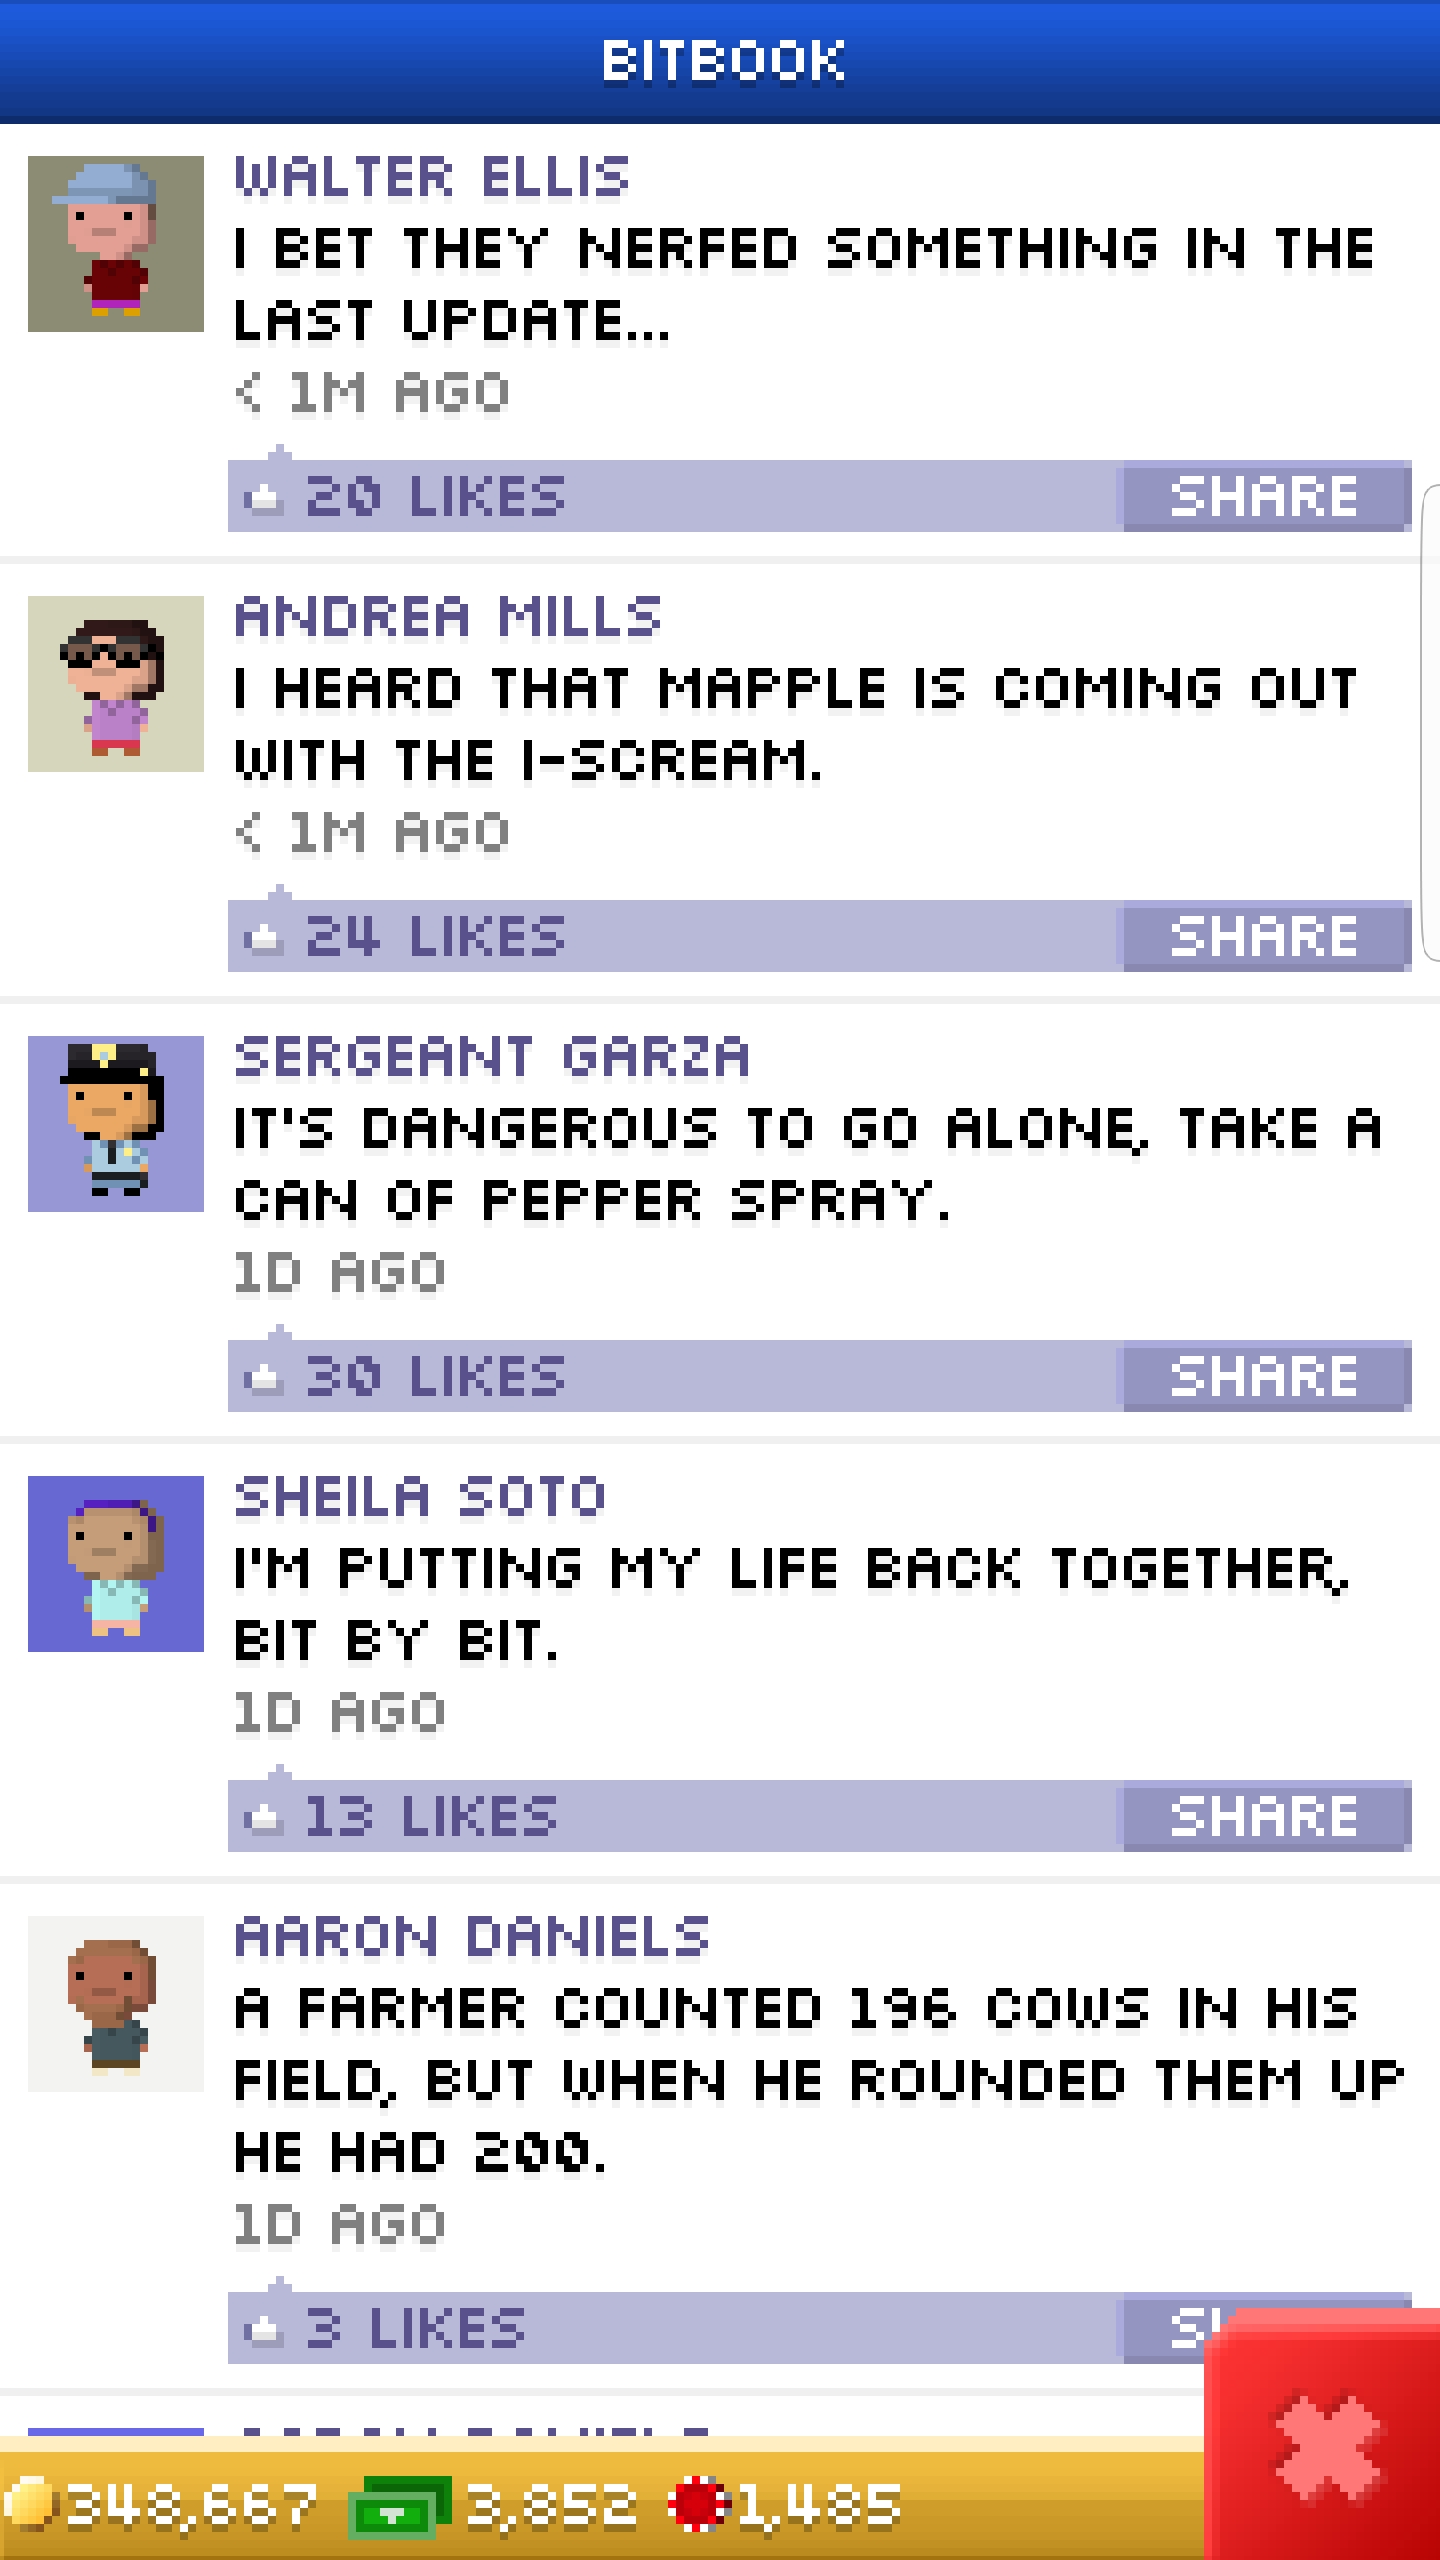 BITBOOK
WALTER ELLIS
I BET THEY NERFED SOMETHING IN THE
LAST UPDATE...
< 1M AGO
20 LIKES SHARE
ANDREA MILLS
I HEARD THAT MAPPLE IS COMING OUT
WITH THE I-SCREAM.
< 1M AGO
24 LIKES SHARE
SERGEANT GARZA
IT'S DANGEROUS TO GO ALONE, TAKE A
CAN OF PEPPER SPRAY.
1D AGO
30 LIKES SHARE
SHEILA SOTO
I'M PUTTING MY LIFE BACK TOGETHER,
BIT BY BIT.
1D AGO
13 LIKES SHARE
AARON DANIELS
A FARMER COUNTED 196 COWS IN HIS
FIELD, BUT WHEN HE ROUNDED THEM UP
HE HAD 200.
1D AGO
3 LIKES
348,667 3,852 1,485